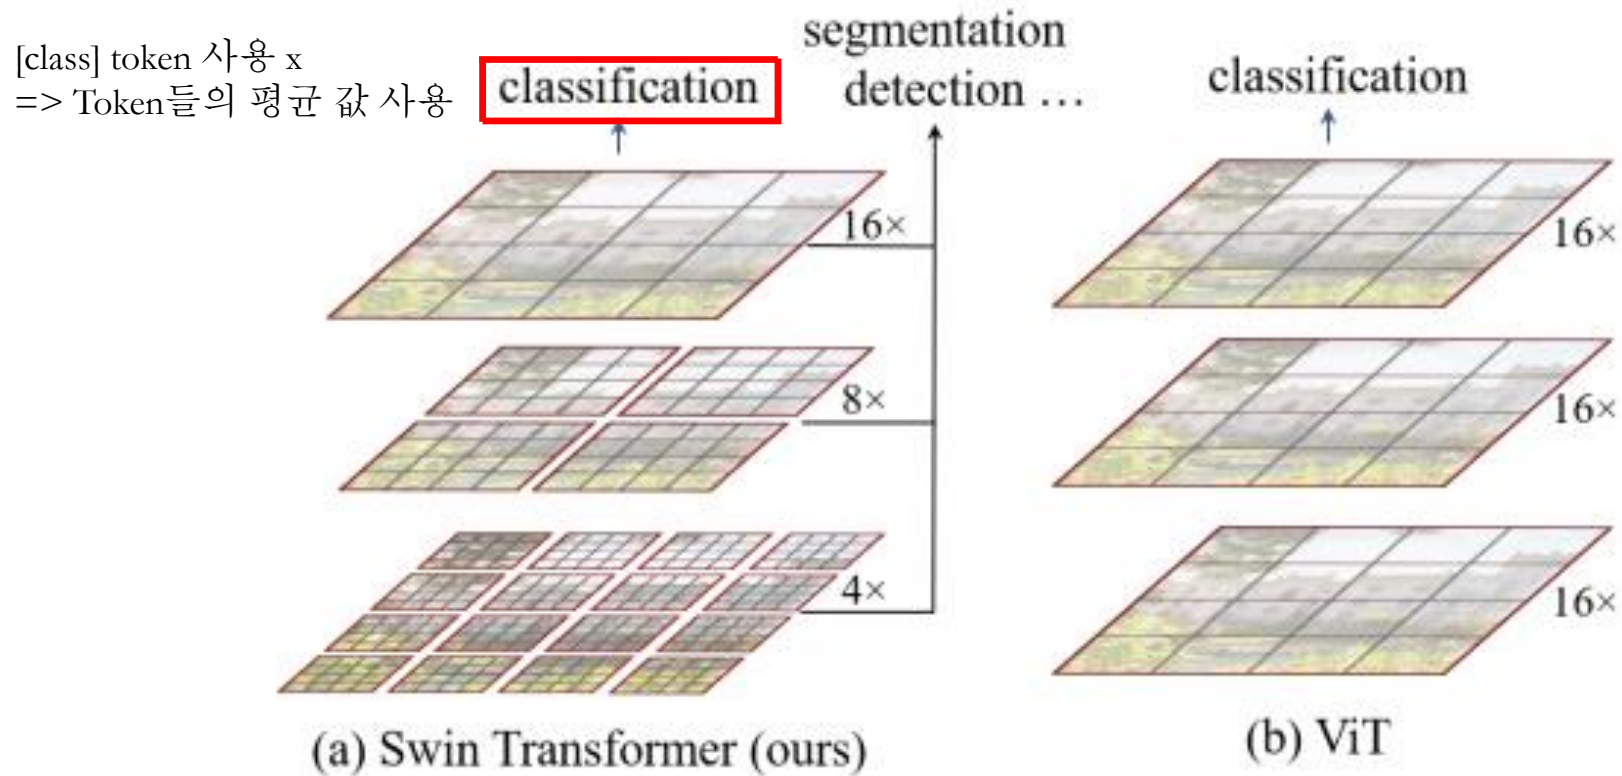 [class] token 사용 x
=> Token들의 평균 값 사용
classification
segmentation
detection ...
classification
16×
16×
8×
16×
4×
16×
(a) Swin Transformer (ours)
(b) ViT